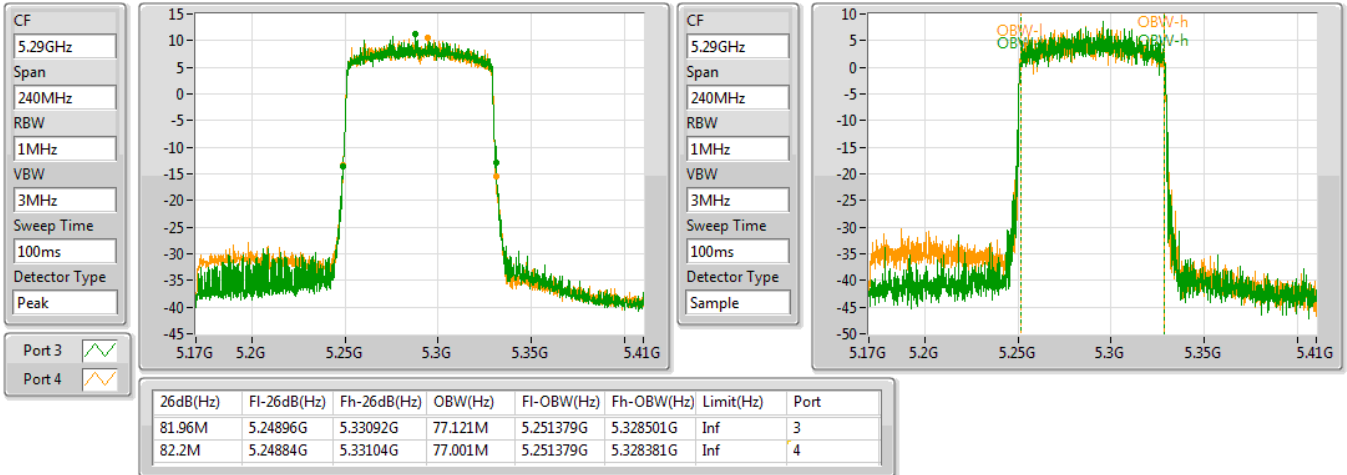 CF
5.29GHz
Span
240MHz
RBW
1MHz
VBW
3MHz
Sweep Time
100ms
Detector Type
Peak
Port 3
Port 4
15
10
5
0
-5
-10
-15
-20
-25
-30
-35
-40
-45
5.17G 5.2G 5.25G 5.3G 5.35G 5.41G
CF
5.29GHz
Span
240MHz
RBW
1MHz
VBW
3MHz
Sweep Time
100ms
Detector Type
Sample
10
5
0
-5
-10
-15
-20
-25
-30
-35
-40
-45
-50
OBW-h
OBW-h
5.17G 5.2G 5.25G 5.3G 5.35G 5.41G
26dB(Hz) Fl-26dB(Hz) Fh-26dB(Hz) OBW(Hz) Fl-OBW(Hz) Fh-OBW(Hz) Limit(Hz) Port
81.96M 5.24896G 5.33092G 77.121M 5.251379G 5.328501G Inf 3
82.2M 5.24884G 5.33104G 77.001M 5.251379G 5.328381G Inf 4